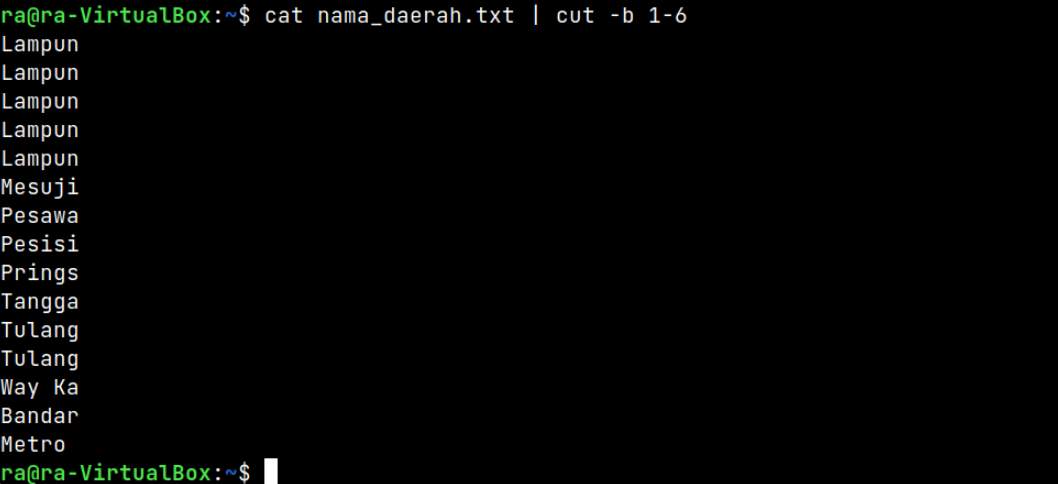 ra@ra-VirtualBox:~$ cat nama_daerah.txt | cut -b 1-6
Lampun
Lampun
Lampun
Lampun
Lampun
Mesuji
Pesawa
Pesisi
Prings
Tangga
Tulang
Tulang
Way Ka
Bandar
Metro
ra@ra-VirtualBox:~$